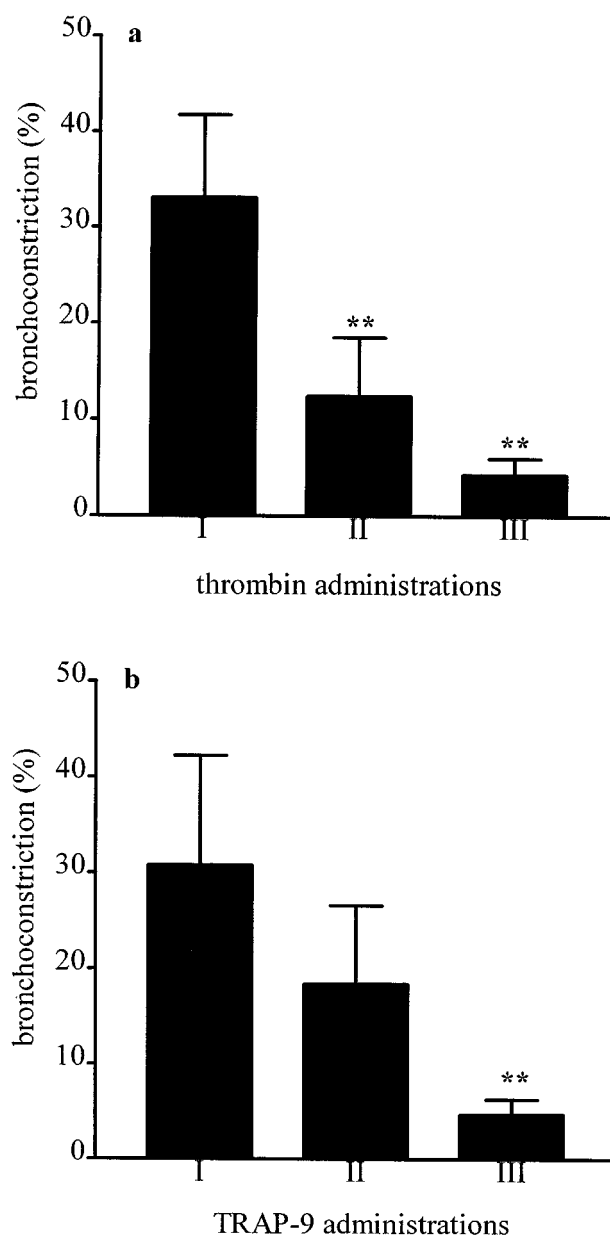 a
bronchoconstriction (%)
50
40
30
20
10
0
**
**
I II III
thrombin administrations
b
bronchoconstriction (%)
50
40
30
20
10
0
**
I II III
TRAP-9 administrations